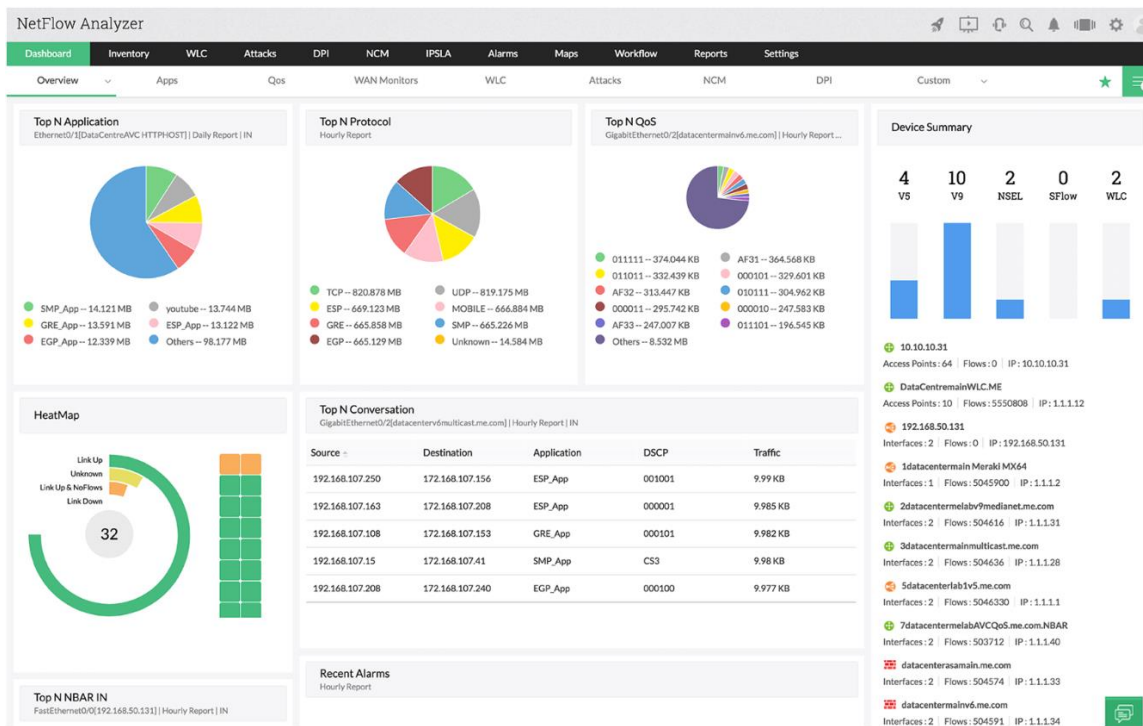 NetFlow Analyzer
Dashboard Inventory WLC Attacks DPI NCM IPSLA Alarms Maps Workflow Reports Settings
Overview Apps Qos WAN Monitors WLC Attacks NCM DPI Custom
Top N Application
Ethernet0/1[DataCentreAVC HTTPHOST] | Daily Report | IN
SMP_App -- 14.121 MB youtube -- 13.744 MB
GRE_App -- 13.591 MB ESP_App -- 13.122 MB
EGP_App -- 12.339 MB Others -- 98.177 MB
Top N Protocol
Hourly Report
TCP -- 820.878 MB UDP -- 819.175 MB
ESP -- 669.123 MB MOBILE -- 666.884 MB
GRE -- 665.858 MB SMP -- 665.226 MB
EGP -- 665.129 MB Unknown -- 14.584 MB
Top N QoS
GigabitEthernet0/2[datacentermainv6.me.com] | Hourly Report ...
011111 -- 374.044 KB AF31 -- 364.568 KB
011011 -- 332.439 KB 000101 -- 329.601 KB
AF32 -- 313.447 KB 010111 -- 304.962 KB
000011 -- 295.742 KB 000010 -- 247.583 KB
AF33 -- 247.007 KB 011101 -- 196.545 KB
Others -- 8.532 MB
Device Summary
4 10 2 0 2
V5 V9 NSEL SFlow WLC
10.10.10.31
Access Points : 64 | Flows : 0 | IP : 10.10.10.31
DataCentremainWLC.ME
Access Points : 10 | Flows : 5550808 | IP : 1.1.1.12
192.168.50.131
Interfaces : 2 | Flows : 0 | IP : 192.168.50.131
1datacentermain Meraki MX64
Interfaces : 1 | Flows : 5045900 | IP : 1.1.1.2
2datacentermelabv9medianet.me.com
Interfaces : 2 | Flows : 504616 | IP : 1.1.1.31
3datacentermainmulticast.me.com
Interfaces : 2 | Flows : 504636 | IP : 1.1.1.28
5datacenterlab1v5.me.com
Interfaces : 2 | Flows : 5046330 | IP : 1.1.1.1
7datacentermelabAVCQoS.me.com.NBAR
Interfaces : 2 | Flows : 503712 | IP : 1.1.1.40
datacenterasamain.me.com
Interfaces : 2 | Flows : 504574 | IP : 1.1.1.33
datacentermainv6.me.com
Interfaces : 2 | Flows : 504591 | IP : 1.1.1.34
HeatMap
Link Up
Unknown
Link Up & NoFlows
Link Down
32
Top N Conversation
GigabitEthernet0/2[datacenterv6multicast.me.com] | Hourly Report | IN
Source Destination Application DSCP Traffic
192.168.107.250 172.168.107.156 ESP_App 001001 9.99 KB
192.168.107.163 172.168.107.208 ESP_App 000001 9.985 KB
192.168.107.108 172.168.107.153 GRE_App 000101 9.982 KB
192.168.107.15 172.168.107.41 SMP_App CS3 9.98 KB
192.168.107.208 172.168.107.240 EGP_App 000100 9.977 KB
Top N NBAR IN
FastEthernet0/0[192.168.50.131] | Hourly Report | IN
Recent Alarms
Hourly Report